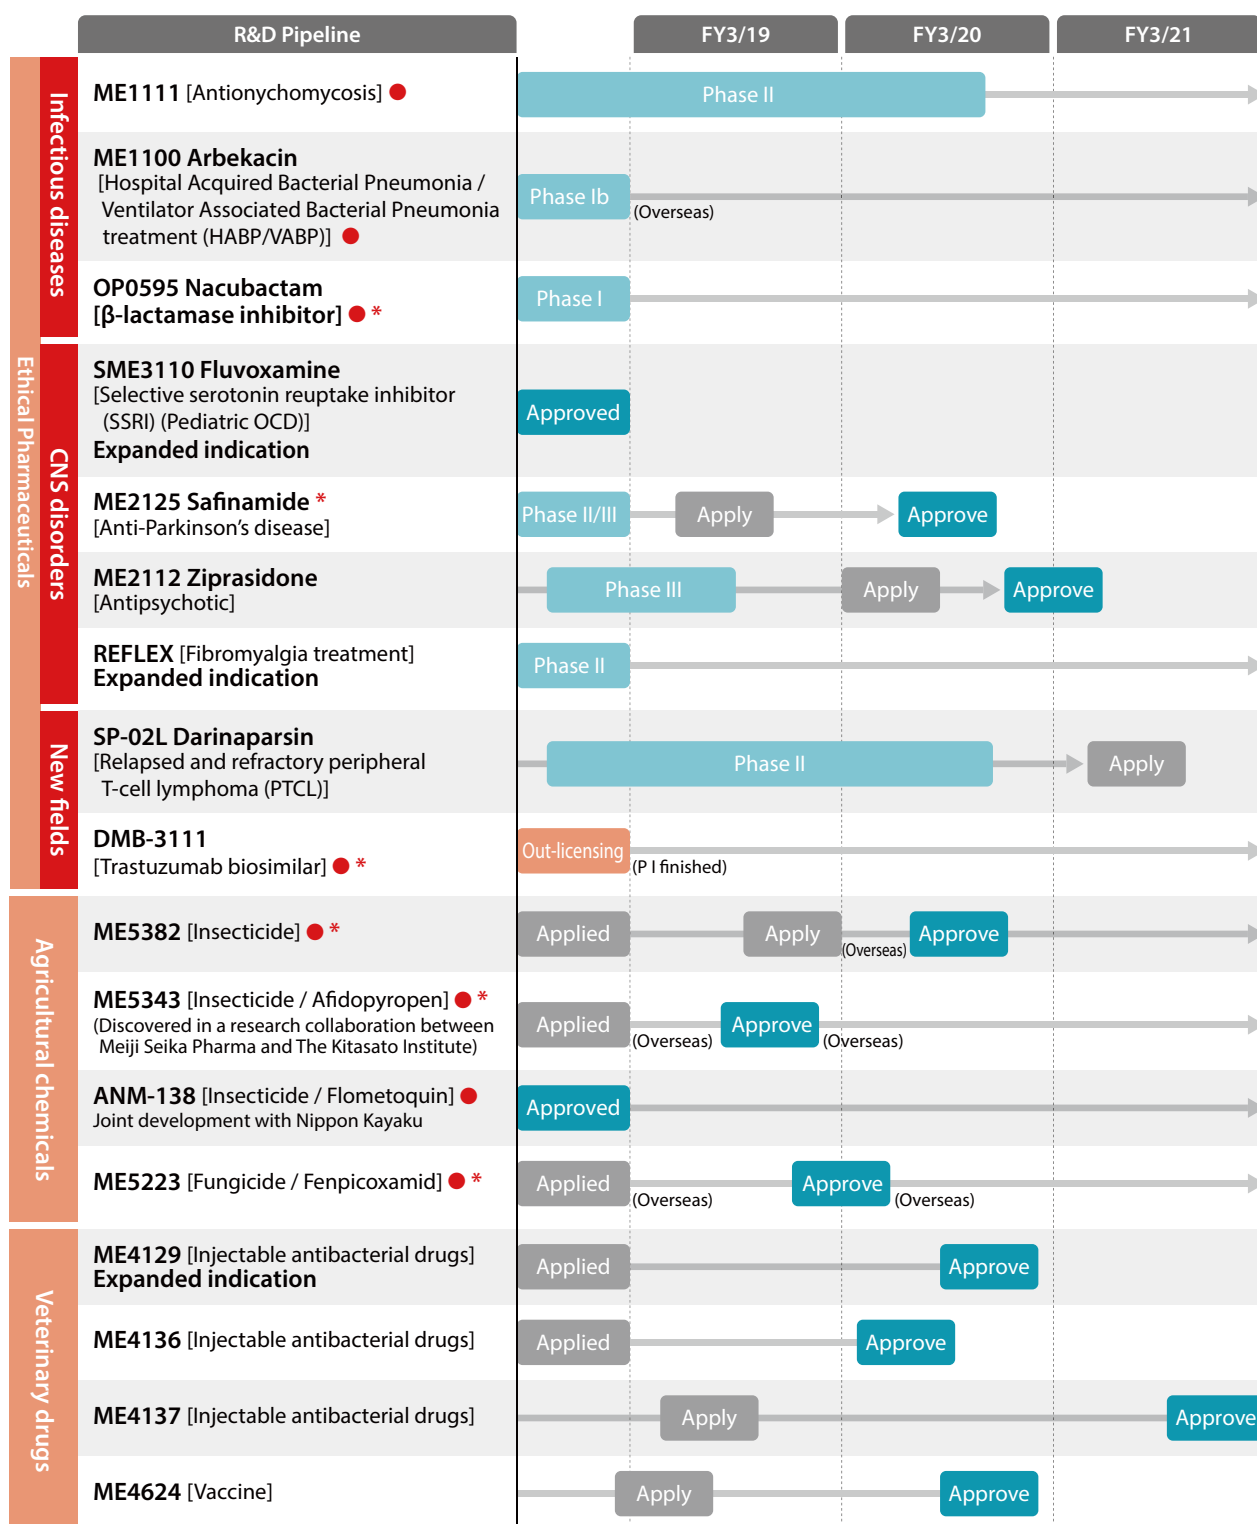 R&D Pipeline
FY3/19
FY3/20
FY3/21
Ethical Pharmaceuticals
Infectious diseases
ME1111 [Antionychomycosis] ●
Phase II
ME1100 Arbekacin
[Hospital Acquired Bacterial Pneumonia /
Ventilator Associated Bacterial Pneumonia
treatment (HABP/VABP)] ●
Phase Ib
(Overseas)
OP0595 Nacubactam
[β-lactamase inhibitor] ● *
Phase I
CNS disorders
SME3110 Fluvoxamine
[Selective serotonin reuptake inhibitor
(SSRI) (Pediatric OCD)]
Expanded indication
Approved
ME2125 Safinamide *
[Anti-Parkinson's disease]
Phase II/III
Apply
Approve
ME2112 Ziprasidone
[Antipsychotic]
Phase III
Apply
Approve
REFLEX [Fibromyalgia treatment]
Expanded indication
Phase II
New fields
SP-02L Darinaparsin
[Relapsed and refractory peripheral
T-cell lymphoma (PTCL)]
Phase II
Apply
DMB-3111
[Trastuzumab biosimilar] ● *
Out-licensing
(P I finished)
Agricultural chemicals
ME5382 [Insecticide] ● *
Applied
Apply
(Overseas)
Approve
ME5343 [Insecticide / Afidopyropen] ● *
(Discovered in a research collaboration between
Meiji Seika Pharma and The Kitasato Institute)
Applied
(Overseas)
Approve
(Overseas)
ANM-138 [Insecticide / Flometoquin] ●
Joint development with Nippon Kayaku
Approved
ME5223 [Fungicide / Fenpicoxamid] ● *
Applied
(Overseas)
Approve
(Overseas)
Veterinary drugs
ME4129 [Injectable antibacterial drugs]
Expanded indication
Applied
Approve
ME4136 [Injectable antibacterial drugs]
Applied
Approve
ME4137 [Injectable antibacterial drugs]
Apply
Approve
ME4624 [Vaccine]
Apply
Approve